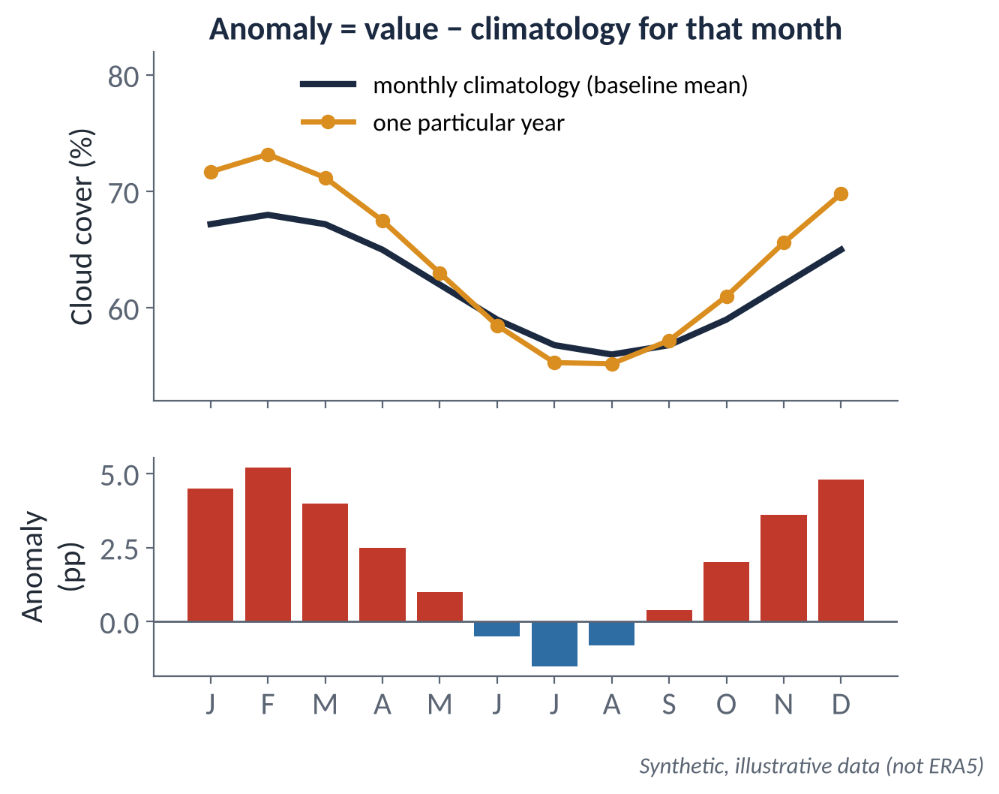 Anomaly = value − climatology for that month
monthly climatology (baseline mean)
one particular year
Cloud cover (%)
80
70
60
Anomaly
(pp)
5.0
2.5
0.0
J F M A M J J A S O N D
Synthetic, illustrative data (not ERA5)